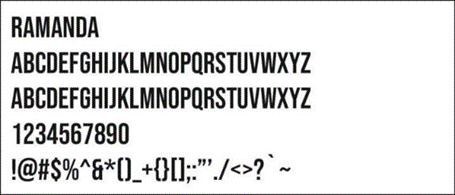 RAMANDA
ABCDEFGHIJKLMNOPQRSTUVWXYZ
ABCDEFGHIJKLMNOPQRSTUVWXYZ
1234567890
!@#$%^&*()_+{}[];:"'./<>?`~